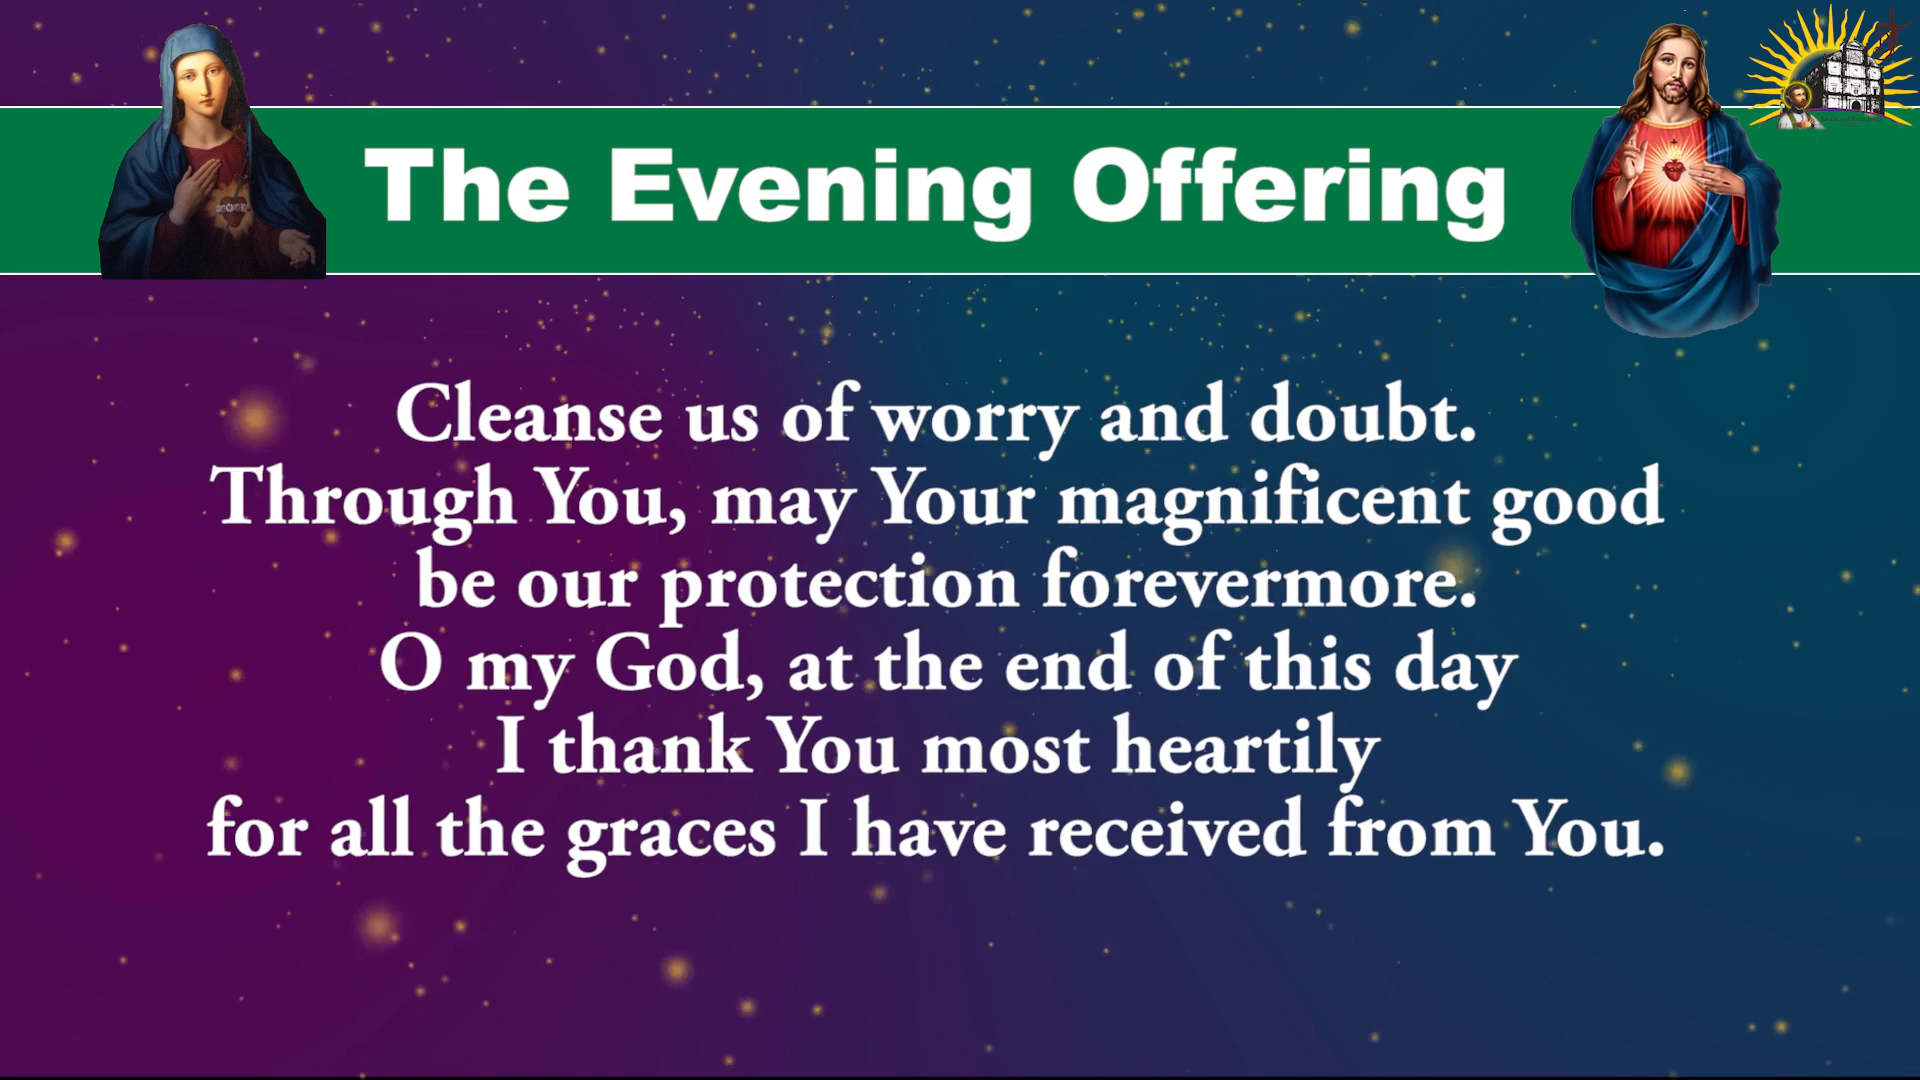 The Evening Offering
Cleanse us of worry and doubt.
Through You, may Your magnificent good
be our protection forevermore.
O my God, at the end of this day
I thank You most heartily
for all the graces I have received from You.